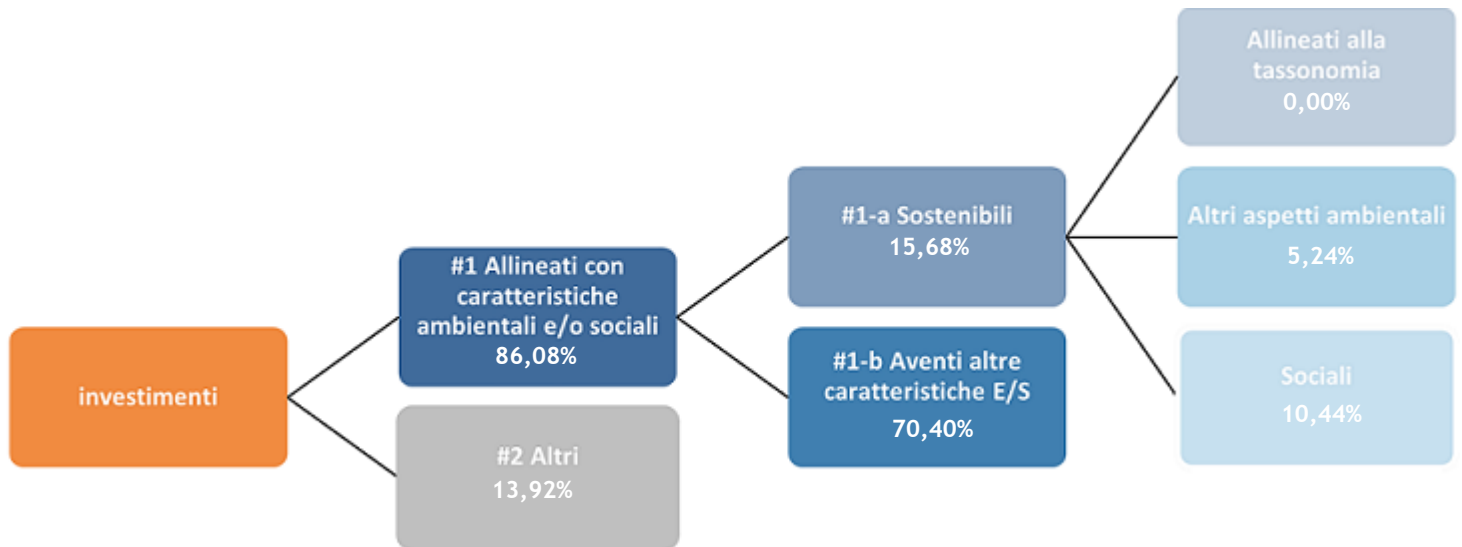 investimenti
#1 Allineati con
caratteristiche
ambientali e/o sociali
86,08%
#2 Altri
13,92%
#1-a Sostenibili
15,68%
#1-b Aventi altre
caratteristiche E/S
70,40%
Allineati alla
tassonomia
0,00%
Altri aspetti ambientali
5,24%
Sociali
10,44%